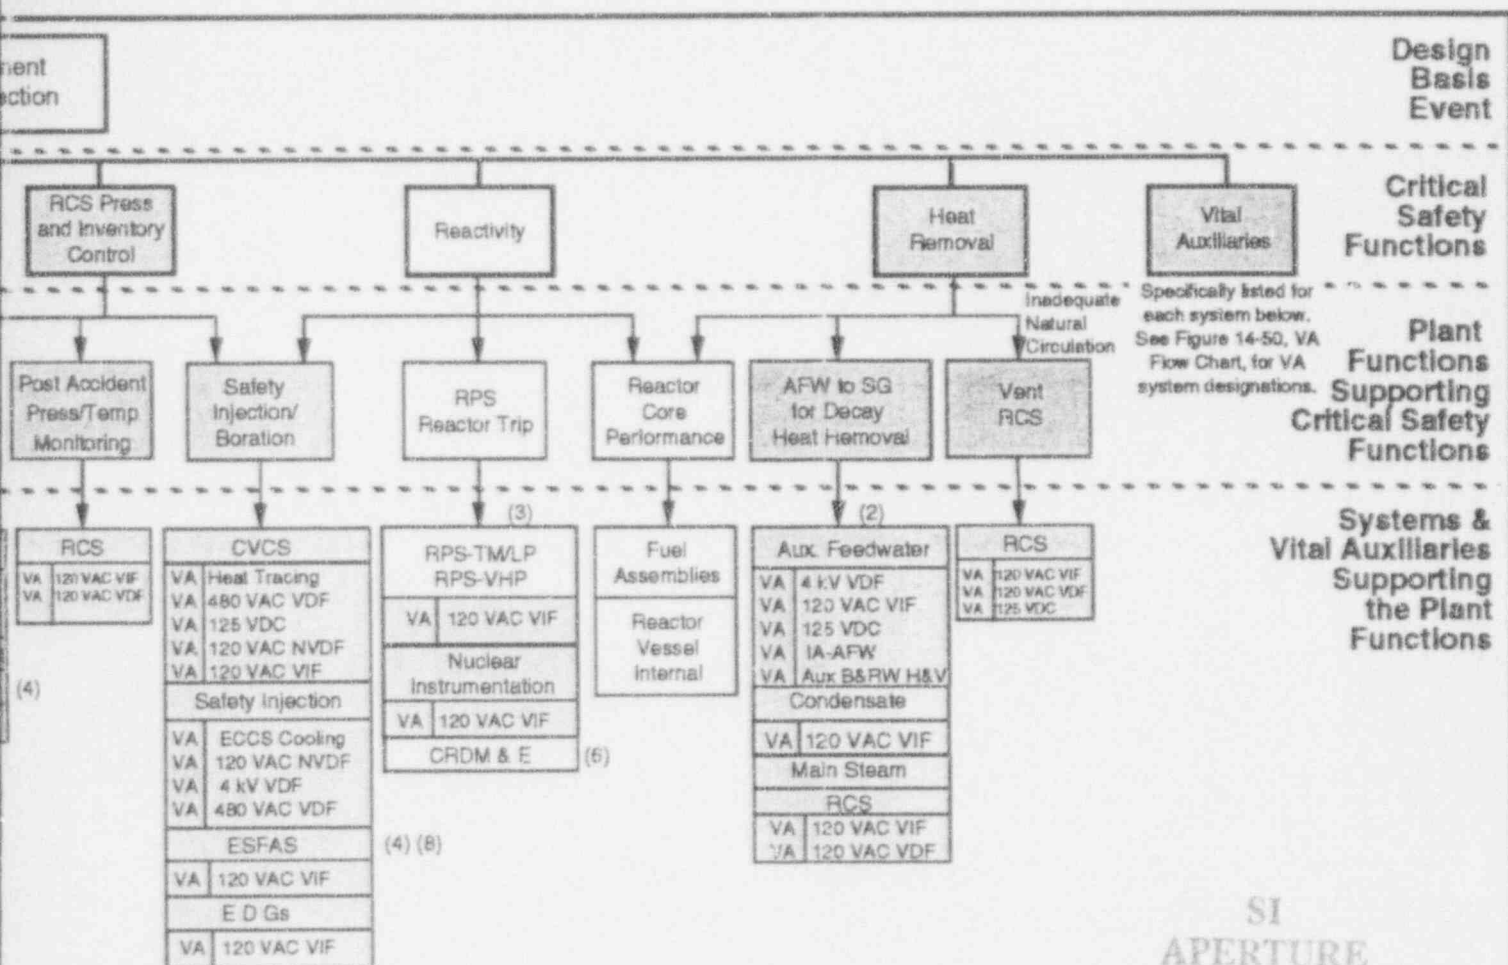 Design
Basis
Event
Critical
Safety
Functions
RCS Press
and Inventory
Control
Reactivity
Heat
Removal
Vital
Auxiliaries
Inadequate
Natural
Circulation
Specifically listed for
each system below.
See Figure 14-50, VA
Flow Chart, for VA
system designations.
Plant
Functions
Supporting
Critical Safety
Functions
Post Accident
Press/Temp
Monitoring
Safety
Injection/
Boration
RPS
Reactor Trip
Reactor
Core
Performance
AFW to SG
for Decay
Heat Removal
Vent
RCS
Systems &
Vital Auxiliaries
Supporting
the Plant
Functions
RCS
VA 120 VAC VIF
VA 120 VAC VDF
(4)
CVCS
VA Heat Tracing
VA 480 VAC VDF
VA 125 VDC
VA 120 VAC NVDF
VA 120 VAC VIF
Safety Injection
VA ECCS Cooling
VA 120 VAC NVDF
VA 4 kV VDF
VA 480 VAC VDF
ESFAS
(4) (8)
VA 120 VAC VIF
E D Gs
VA 120 VAC VIF
(3)
RPS-TM/LP
RPS-VHP
VA 120 VAC VIF
Nuclear
Instrumentation
VA 120 VAC VIF
CRDM & E
(6)
Fuel
Assemblies
Reactor
Vessel
Internal
(2)
Aux. Feedwater
VA 4 kV VDF
VA 120 VAC VIF
VA 125 VDC
VA IA-AFW
VA Aux B&RW H&V
Condensate
VA 120 VAC VIF
Main Steam
RCS
VA 120 VAC VIF
VA 120 VAC VDF
RCS
VA 120 VAC VIF
VA 120 VAC VDF
VA 125 VDC
SI
APERTURE